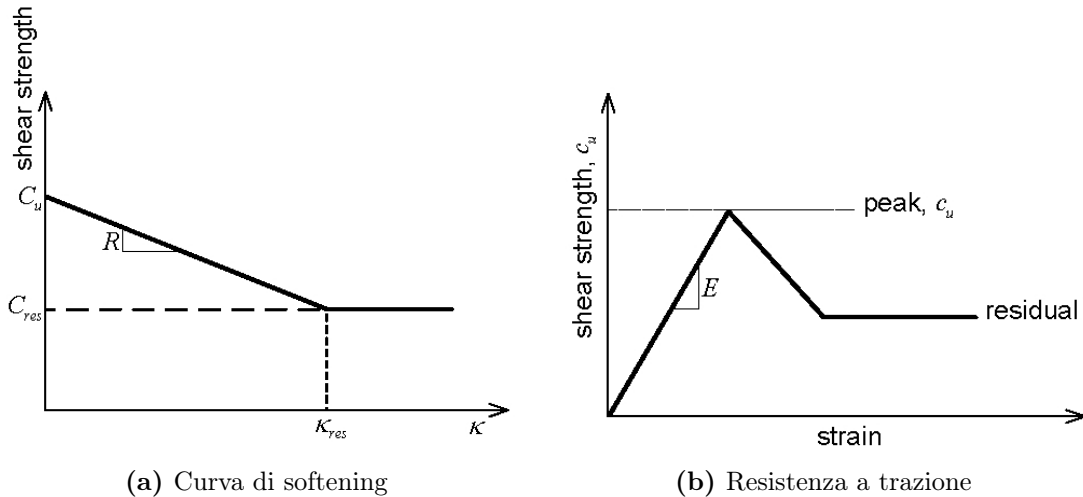 shear strength
C_u
R
C_res
κ_res
κ
(a) Curva di softening
shear strength, c_u
peak, c_u
E
residual
strain
(b) Resistenza a trazione